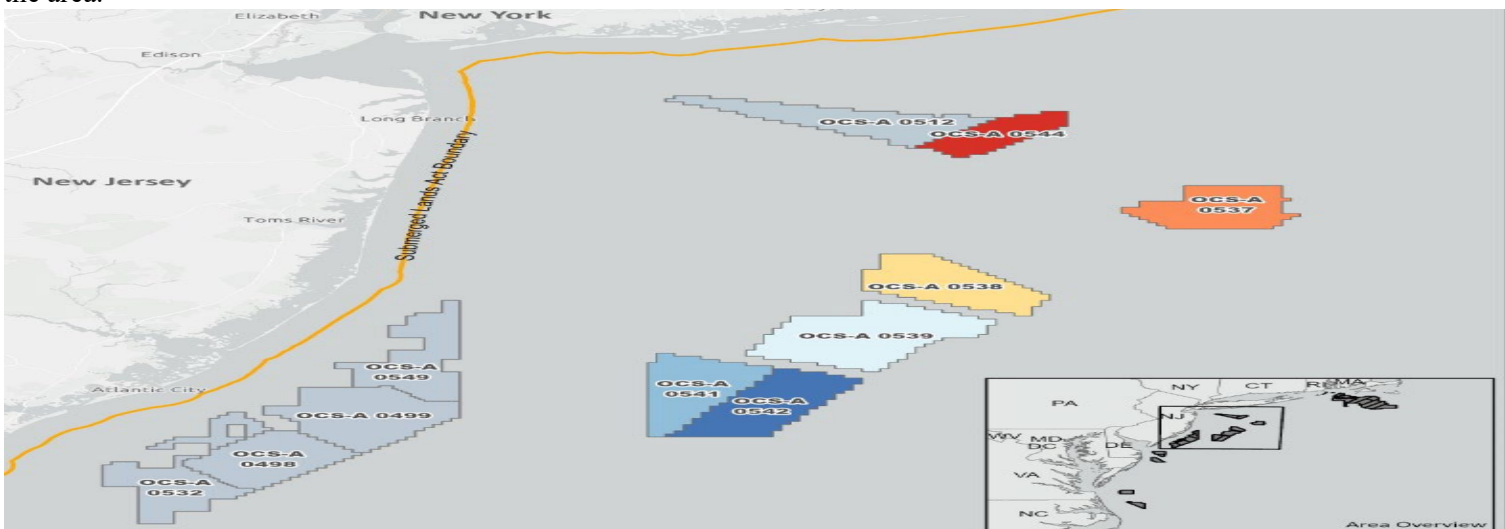 the area.
Elizabeth
New York
Edison
Long Branch
OCS-A 0512
OCS-A 0544
New Jersey
Submerged Lands Act Boundary
OCS-A
0537
Toms River
OCS-A 0538
OCS-A 0539
OCS-A
0549
Atlantic City
OCS-A
0541
OCS-A
0542
OCS-A 0499
OCS-A
0498
OCS-A
0532
NY
CT
RI
MA
PA
NJ
WV
MD
DC
DE
VA
NC
Area Overview